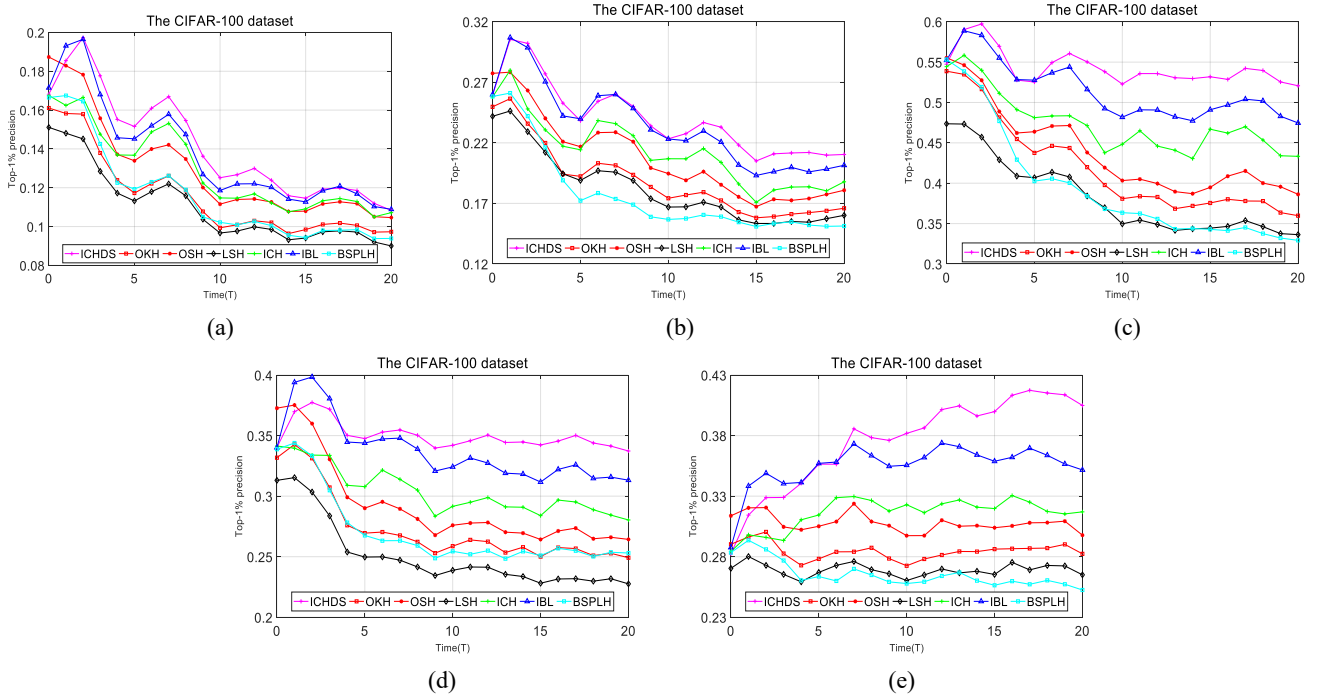 The CIFAR-100 dataset
Top-1% precision
0.2
0.18
0.16
0.14
0.12
0.1
0.08
0 5 10 15 20
ICHDS OKH OSH LSH ICH IBL BSPLH
Time(T)
(a)
The CIFAR-100 dataset
Top-1% precision
0.32
0.27
0.22
0.17
0.12
0 5 10 15 20
ICHDS OKH OSH LSH ICH IBL BSPLH
Time(T)
(b)
The CIFAR-100 dataset
Top-1% precision
0.6
0.55
0.5
0.45
0.4
0.35
0.3
0 5 10 15 20
ICHDS OKH OSH LSH ICH IBL BSPLH
Time(T)
(c)
The CIFAR-100 dataset
Top-1% precision
0.4
0.35
0.3
0.25
0.2
0 5 10 15 20
ICHDS OKH OSH LSH ICH IBL BSPLH
Time(T)
(d)
The CIFAR-100 dataset
Top-1% precision
0.43
0.38
0.33
0.28
0.23
0 5 10 15 20
ICHDS OKH OSH LSH ICH IBL BSPLH
Time(T)
(e)